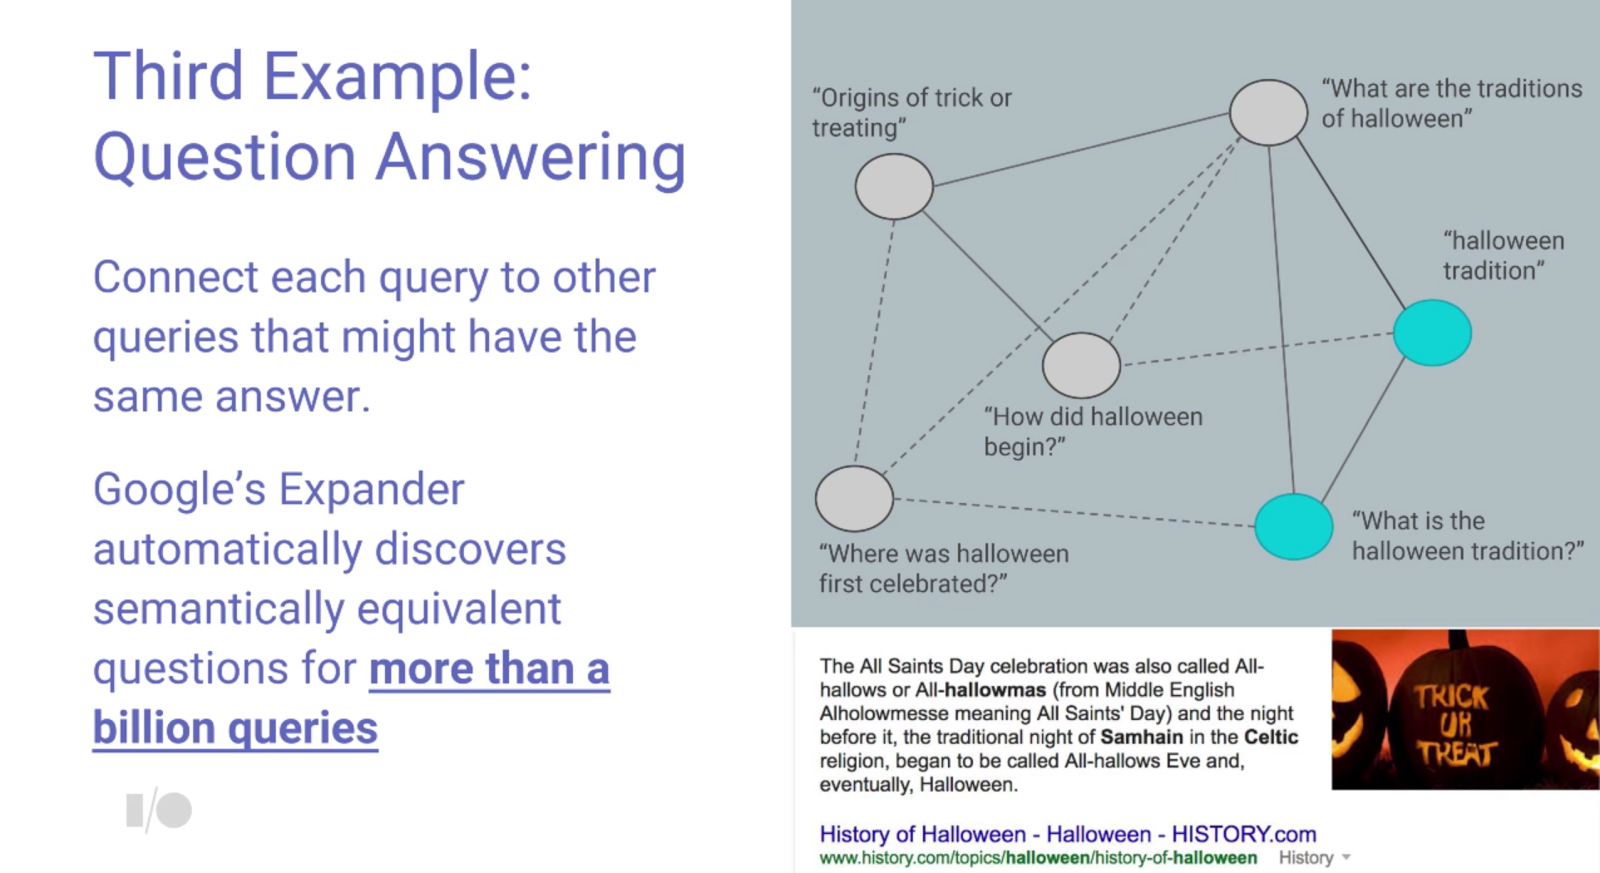 Third Example:
Question Answering
Connect each query to other
queries that might have the
same answer.
Google’s Expander
automatically discovers
semantically equivalent
questions for more than a
billion queries
I/O
“Origins of trick or
treating”
“What are the traditions
of halloween”
“halloween
tradition”
“How did halloween
begin?”
“Where was halloween
first celebrated?”
“What is the
halloween tradition?”
The All Saints Day celebration was also called All-
hallows or All-hallowmas (from Middle English
Alholowmesse meaning All Saints' Day) and the night
before it, the traditional night of Samhain in the Celtic
religion, began to be called All-hallows Eve and,
eventually, Halloween.
TRICK
OR
TREAT
History of Halloween - Halloween - HISTORY.com
www.history.com/topics/halloween/history-of-halloween History